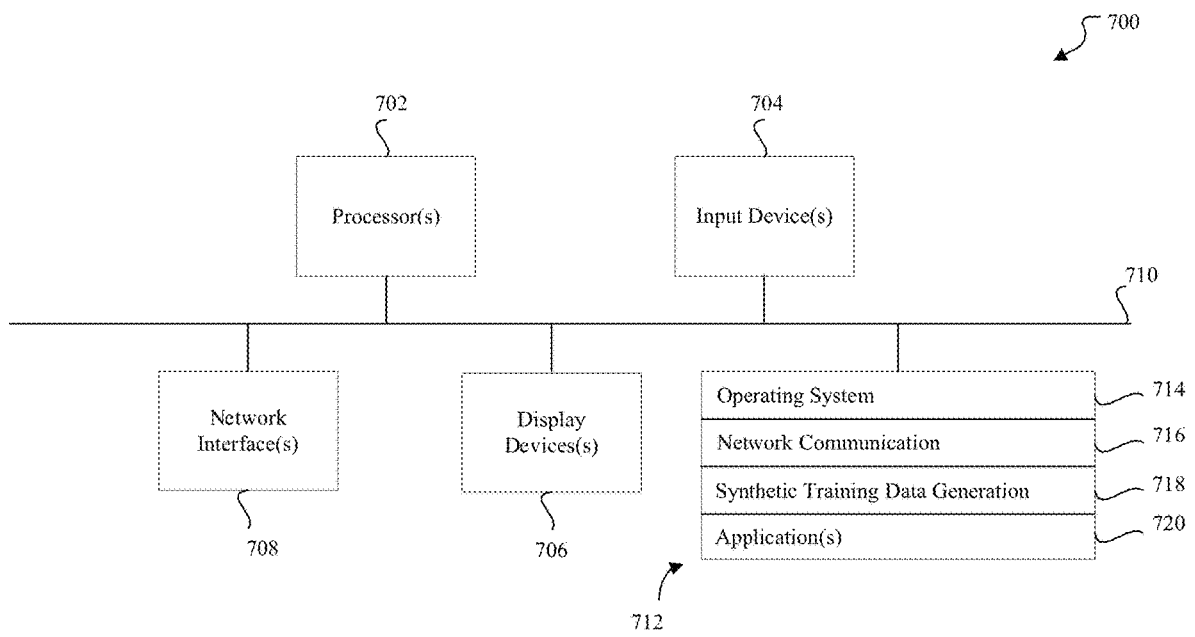 700
702
704
Processor(s)
Input Device(s)
710
Network
Interface(s)
Display
Devices(s)
Operating System
714
Network Communication
716
Synthetic Training Data Generation
718
Application(s)
720
708
706
712